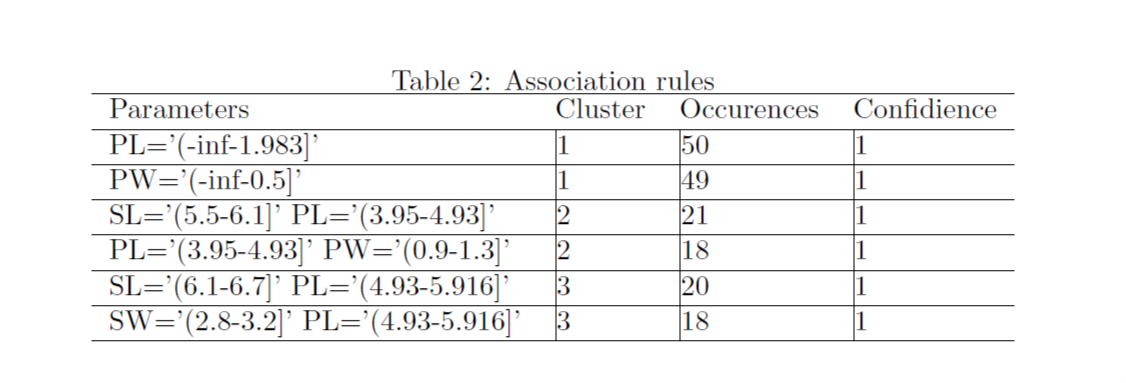 Table 2: Association rules
Parameters Cluster Occurences Confidience
PL='(-inf-1.983]' 1 50 1
PW='(-inf-0.5]' 1 49 1
SL='(5.5-6.1]' PL='(3.95-4.93]' 2 21 1
PL='(3.95-4.93]' PW='(0.9-1.3]' 2 18 1
SL='(6.1-6.7]' PL='(4.93-5.916]' 3 20 1
SW='(2.8-3.2]' PL='(4.93-5.916]' 3 18 1